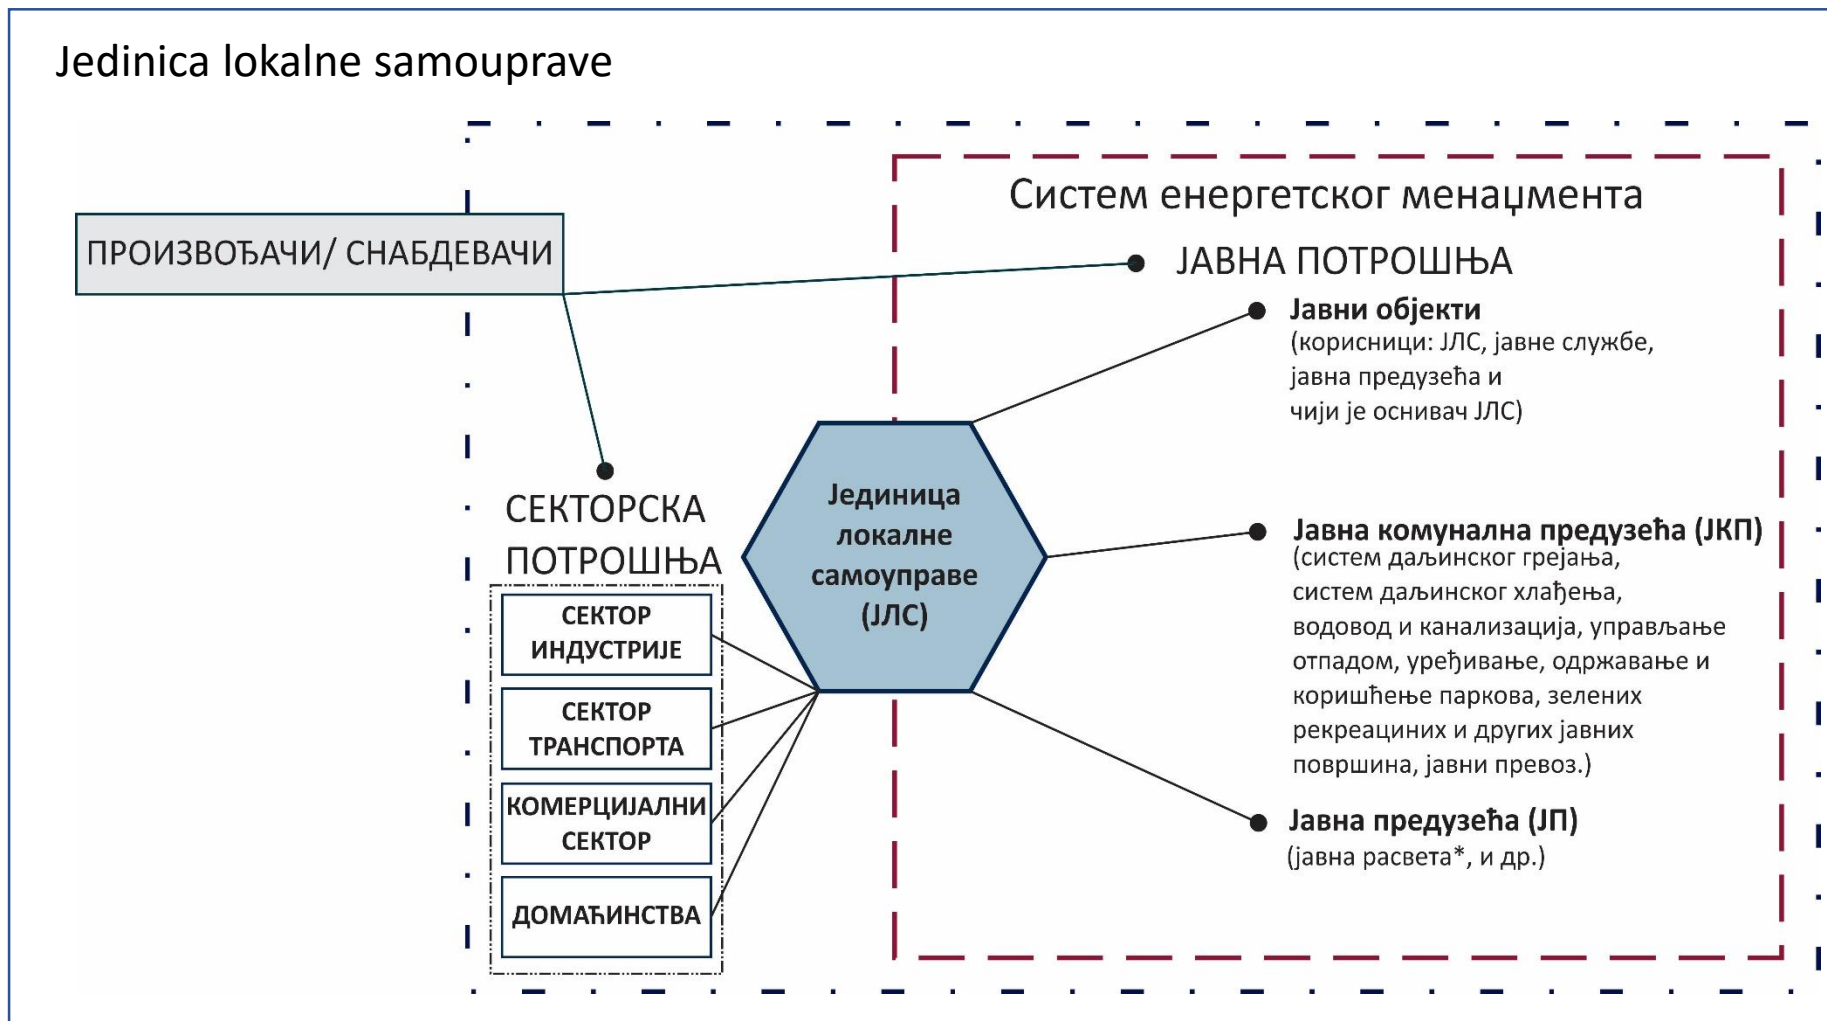 Jedinica lokalne samouprave
Систем енергетског менаџмента
ПРОИЗВОЂАЧИ/ СНАБДЕВАЧИ
ЈАВНА ПОТРОШЊА
Јавни објекти
(корисници: ЈЛС, јавне службе,
јавна предузећа и
чији је оснивач ЈЛС)
СЕКТОРСКА
ПОТРОШЊА
СЕКТОР
ИНДУСТРИЈЕ
СЕКТОР
ТРАНСПОРТА
КОМЕРЦИЈАЛНИ
СЕКТОР
ДОМАЋИНСТВА
Јединица
локалне
самоуправе
(ЈЛС)
Јавна комунална предузећа (ЈКП)
(систем даљинског грејања,
систем даљинског хлађења,
водовод и канализација, управљање
отпадом, уређивање, одржавање и
коришћење паркова, зелених
рекреациних и других јавних
површина, јавни превоз.)
Јавна предузећа (ЈП)
(јавна расвета*, и др.)